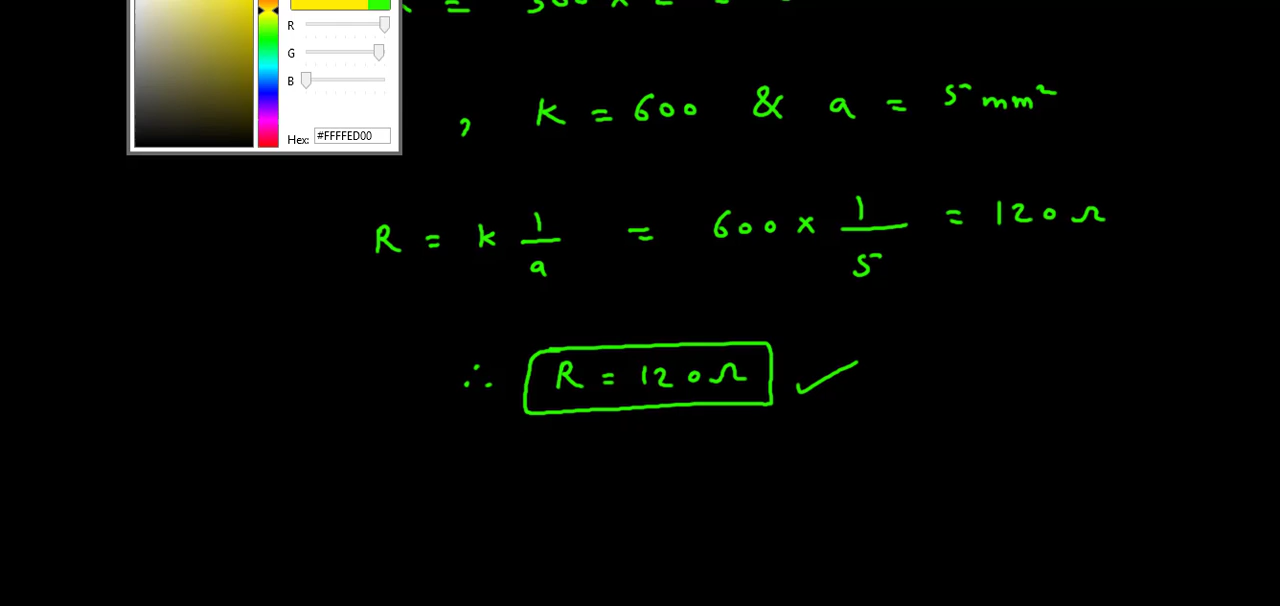 R
G
B
Hex: #FFFFED00
, K = 600 & a = 5 mm²
R = k 1/a = 600 × 1/5 = 120 Ω
∴ R = 120 Ω ✓